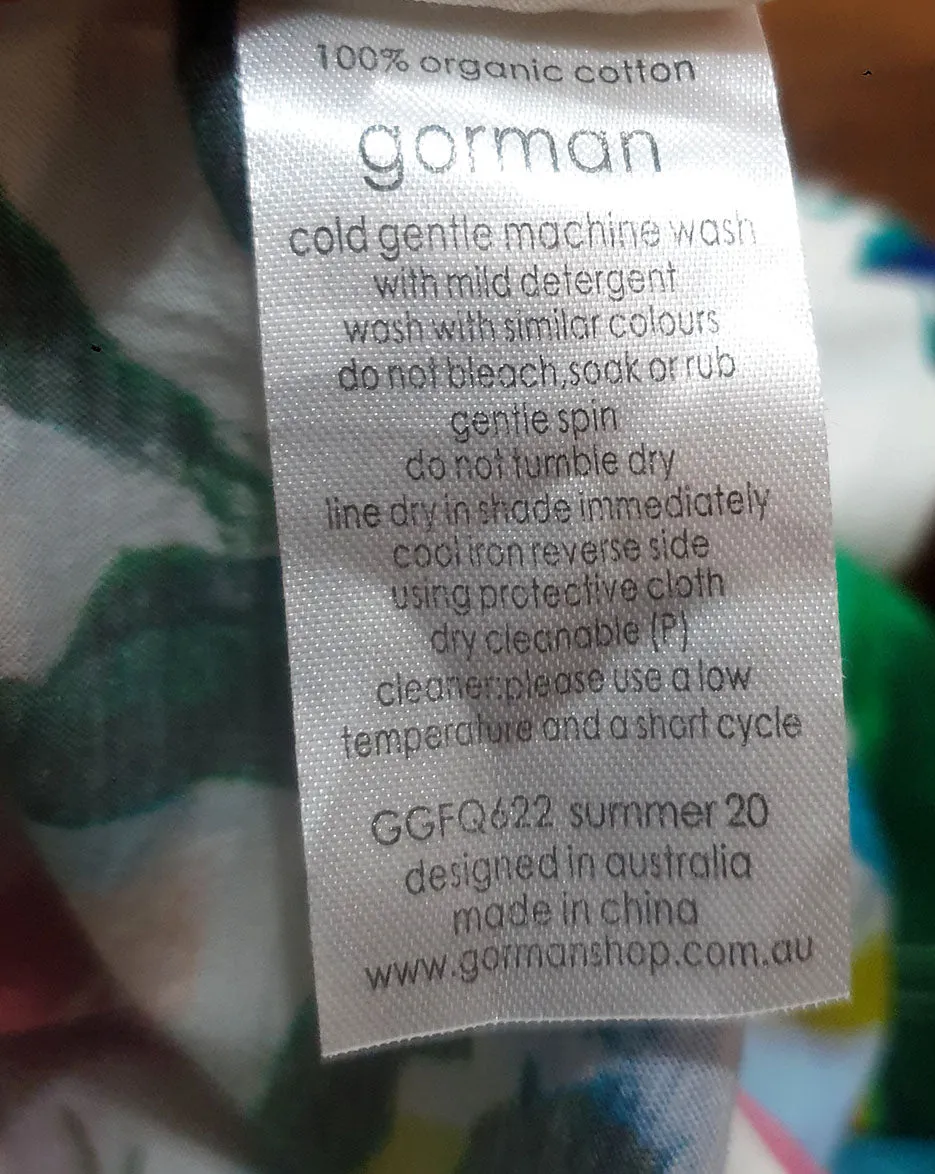 100% organic cotton
gorman
cold gentle machine wash
with mild detergent
wash with similar colours
do not bleach,soak or rub
gentle spin
do not tumble dry
line dry in shade immediately
cool iron reverse side
using protective cloth
dry cleanable (P)
cleaner:please use a low
temperature and a short cycle
GGFQ622 summer 20
designed in australia
made in china
www.gormanshop.com.au